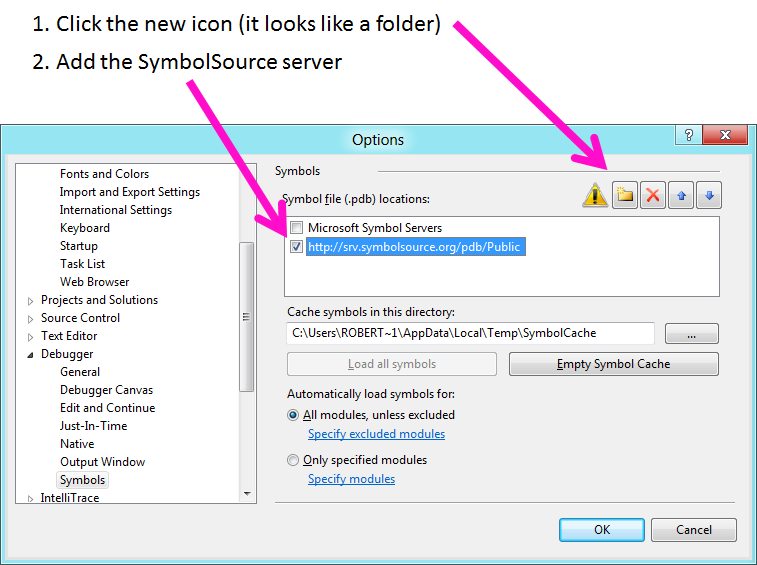 1. Click the new icon (it looks like a folder)
2. Add the SymbolSource server
Options
?
Fonts and Colors
Import and Export Settings
International Settings
Keyboard
Startup
Task List
Web Browser
Projects and Solutions
Source Control
Text Editor
Debugger
General
Debugger Canvas
Edit and Continue
Just-In-Time
Native
Output Window
Symbols
IntelliTrace
Symbols
Symbol file (.pdb) locations:
Microsoft Symbol Servers
http://srv.symbolsource.org/pdb/Public
Cache symbols in this directory:
C:\Users\ROBERT~1\AppData\Local\Temp\SymbolCache
...
Load all symbols
Empty Symbol Cache
Automatically load symbols for:
All modules, unless excluded
Specify excluded modules
Only specified modules
Specify modules
OK
Cancel